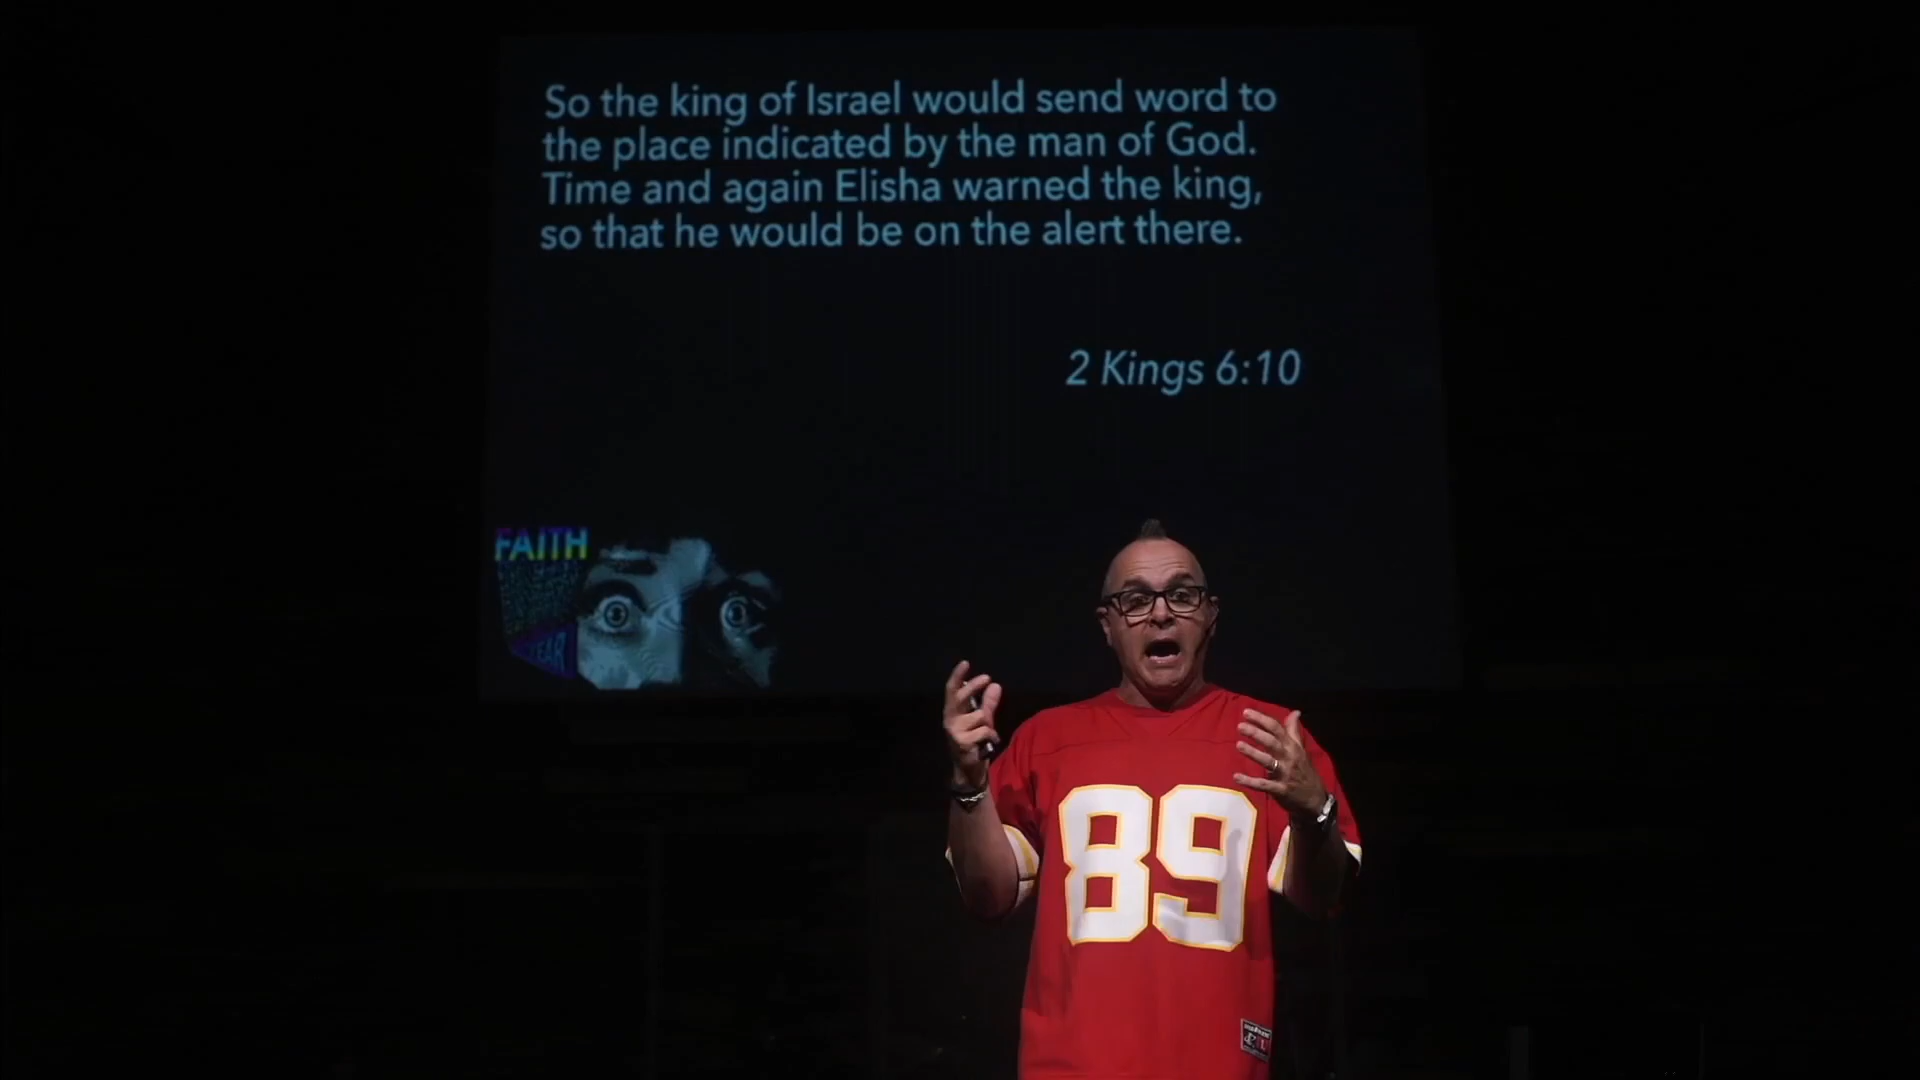 So the king of Israel would send word to
the place indicated by the man of God.
Time and again Elisha warned the king,
so that he would be on the alert there.
2 Kings 6:10
FAITH
89